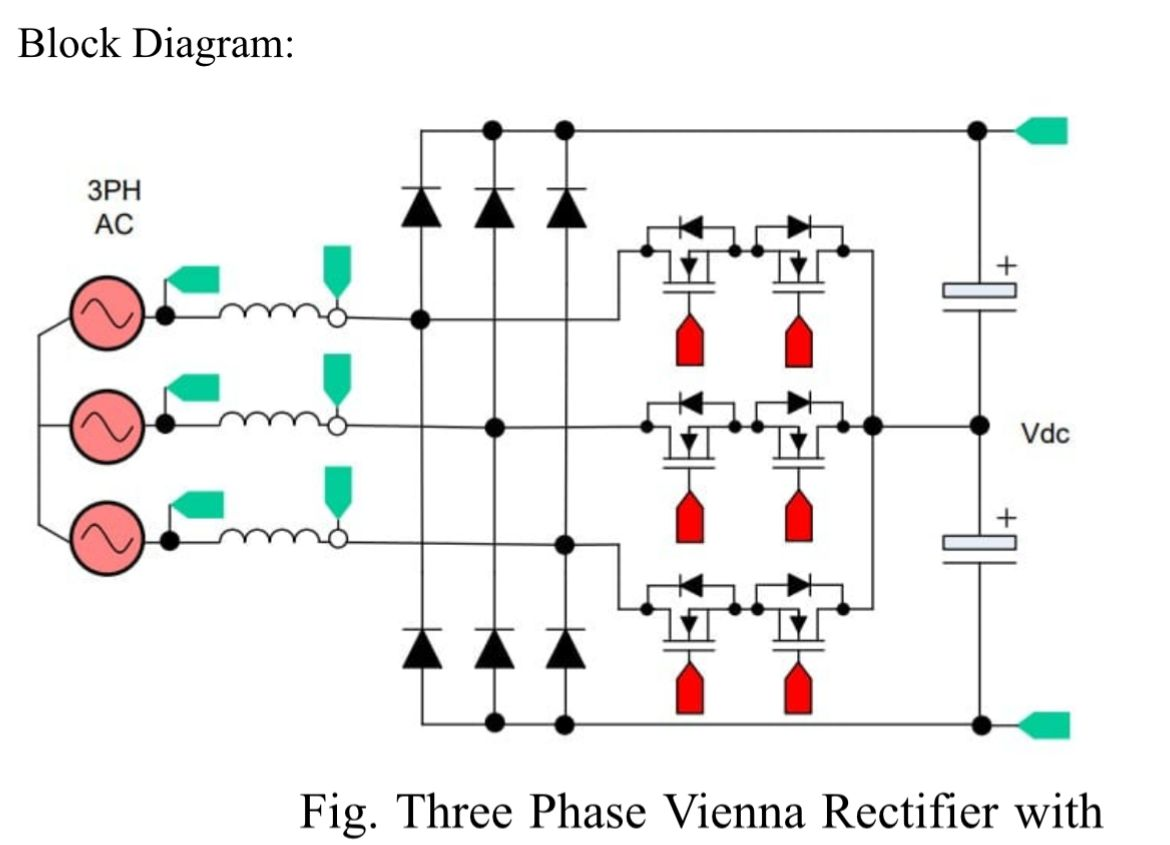 Block Diagram:
3PH
AC
+
Vdc
+
Fig. Three Phase Vienna Rectifier with